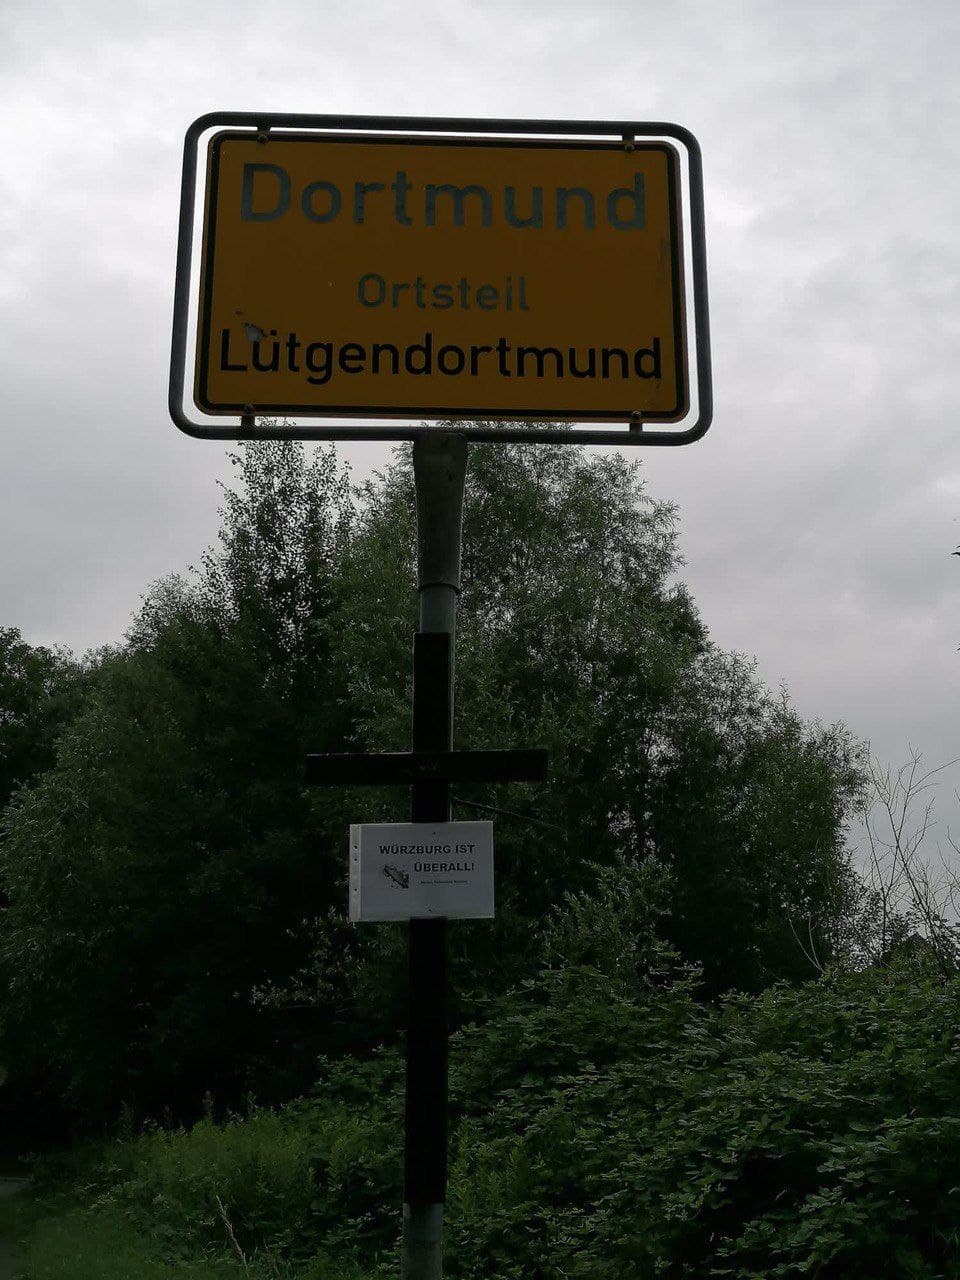 Dortmund
Ortsteil
Lütgendortmund
WÜRZBURG IST
ÜBERALL!